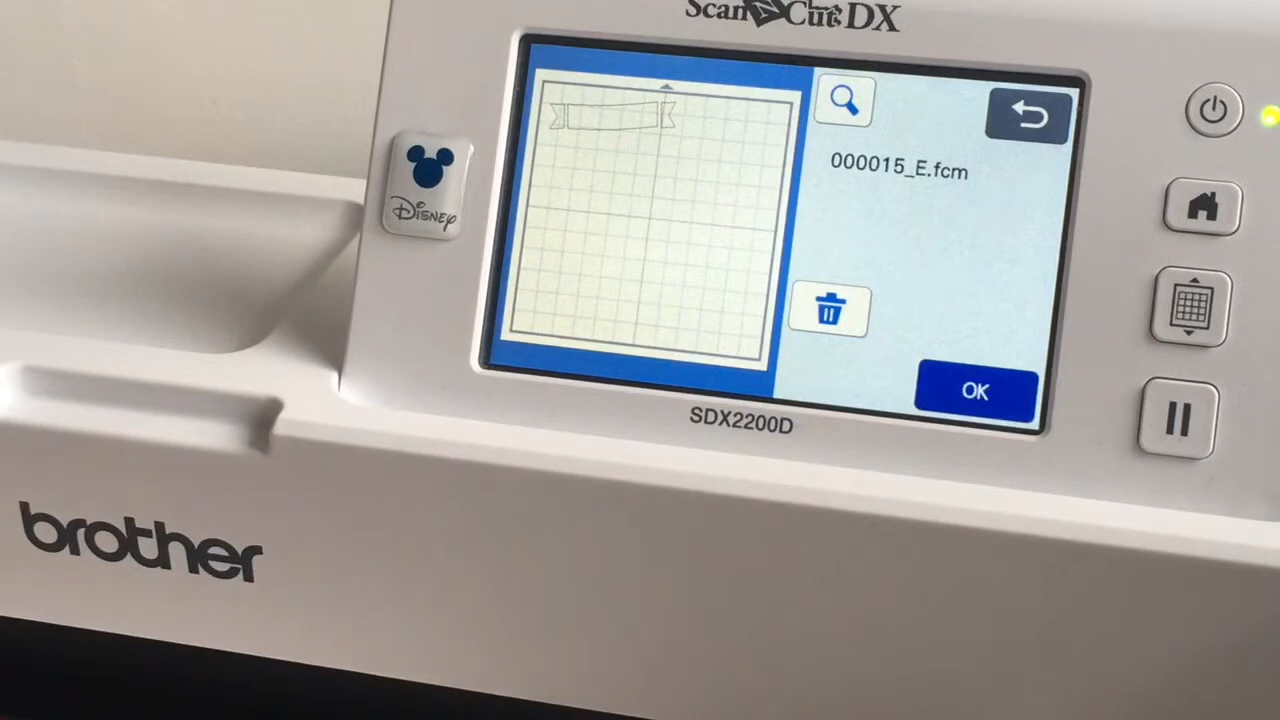 ScanNCut DX
DISNEY
000015_E.fcm
OK
SDX2200D
brother